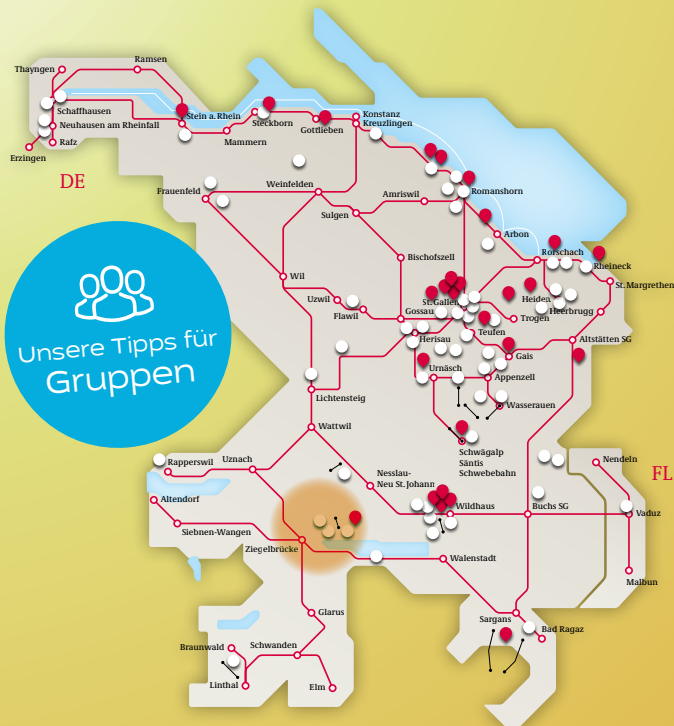 Ramsen
Thayngen
Schaffhausen
Stein a. Rhein
Konstanz
Kreuzlingen
Steckborn
Neuhausen am Rheinfall
Gottlieben
Mammern
Rafz
Erzingen
DE
Weinfelden
Frauenfeld
Amriswil
Romanshorn
Sulgen
Arbon
Bischofszell
Rorschach
Rheineck
Wil
St. Margrethen
Uzwil
Flawil
St.Gallen
Gossau
Heiden
Heerbrugg
Trogen
Teufen
Herisau
Altstätten SG
Gais
Urnäsch
Appenzell
Unsere Tipps für
Gruppen
Lichtensteig
Wasserauen
Wattwil
Schwägalp
Säntis
Schwebebahn
Rapperswil
Uznach
Nesslau-
Neu St. Johann
Nendeln
FL
Altendorf
Wildhaus
Buchs SG
Vaduz
Siebnen-Wangen
Ziegelbrücke
Walenstadt
Malbun
Glarus
Sargans
Bad Ragaz
Braunwald
Schwanden
Linthal
Elm